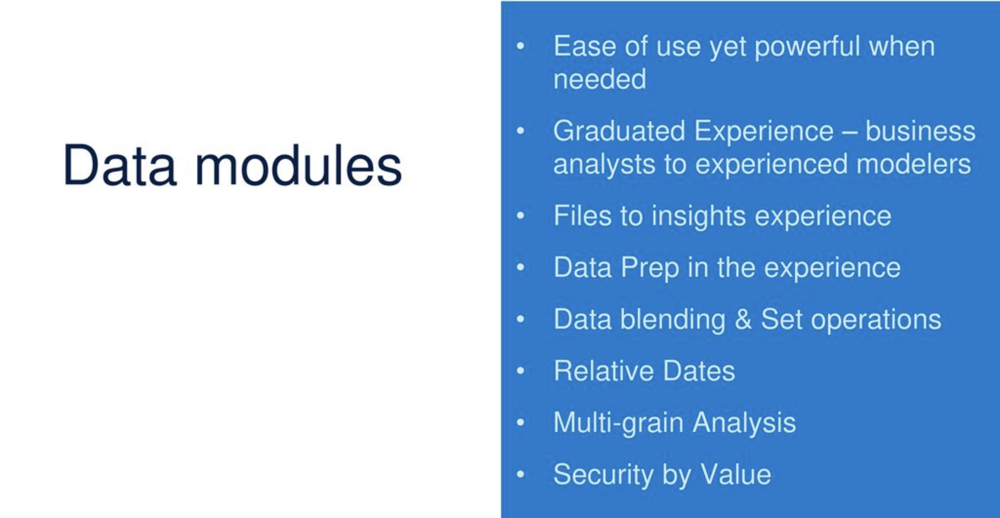 Data modules
• Ease of use yet powerful when
needed
• Graduated Experience – business
analysts to experienced modelers
• Files to insights experience
• Data Prep in the experience
• Data blending & Set operations
• Relative Dates
• Multi-grain Analysis
• Security by Value